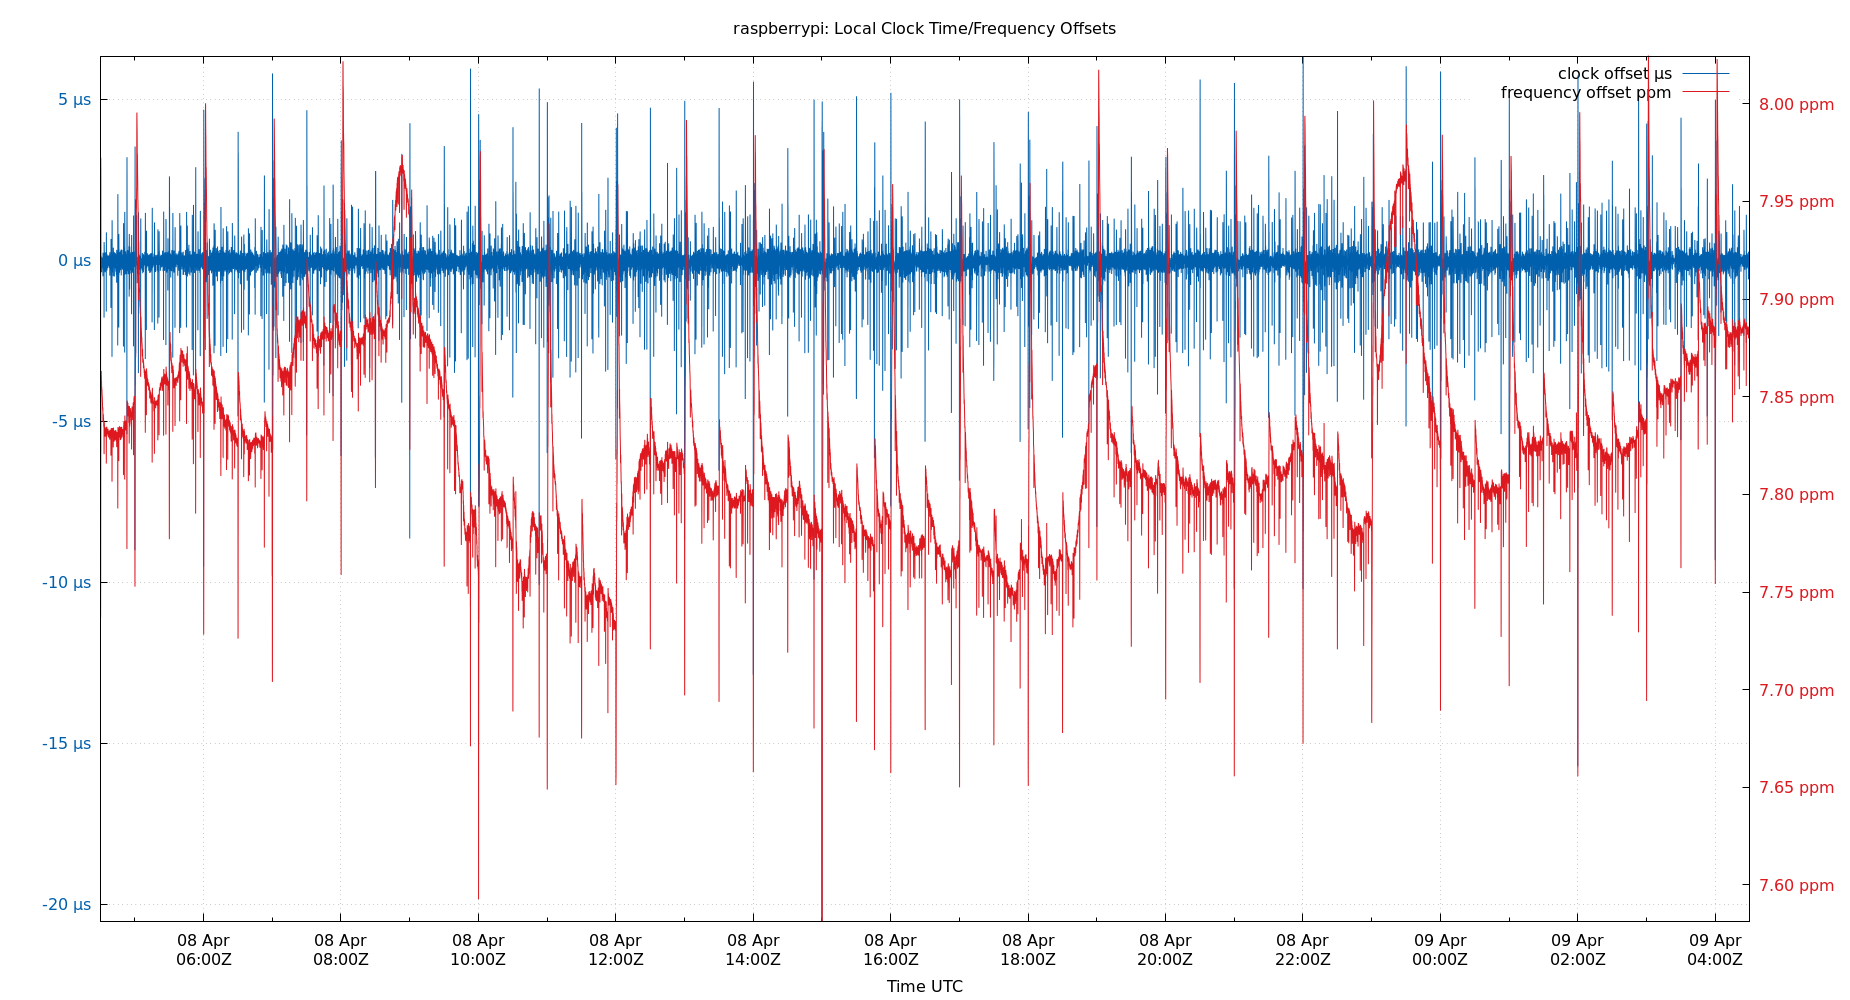 raspberrypi: Local Clock Time/Frequency Offsets
clock offset µs
frequency offset ppm
5 µs
0 µs
-5 µs
-10 µs
-15 µs
-20 µs
8.00 ppm
7.95 ppm
7.90 ppm
7.85 ppm
7.80 ppm
7.75 ppm
7.70 ppm
7.65 ppm
7.60 ppm
08 Apr 08 Apr 08 Apr 08 Apr 08 Apr 08 Apr 08 Apr 08 Apr 08 Apr 09 Apr 09 Apr 09 Apr
06:00Z 08:00Z 10:00Z 12:00Z 14:00Z 16:00Z 18:00Z 20:00Z 22:00Z 00:00Z 02:00Z 04:00Z
Time UTC